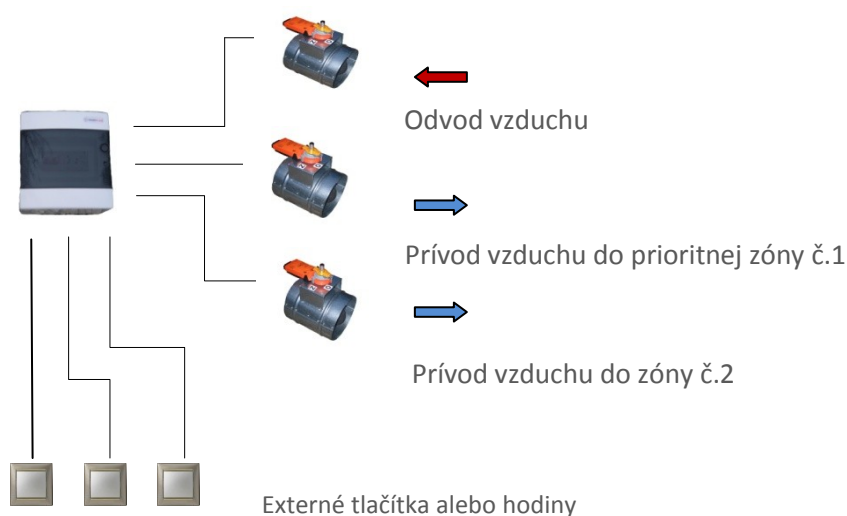 Odvod vzduchu
Prívod vzduchu do prioritnej zóny č.1
Prívod vzduchu do zóny č.2
Externé tlačítka alebo hodiny